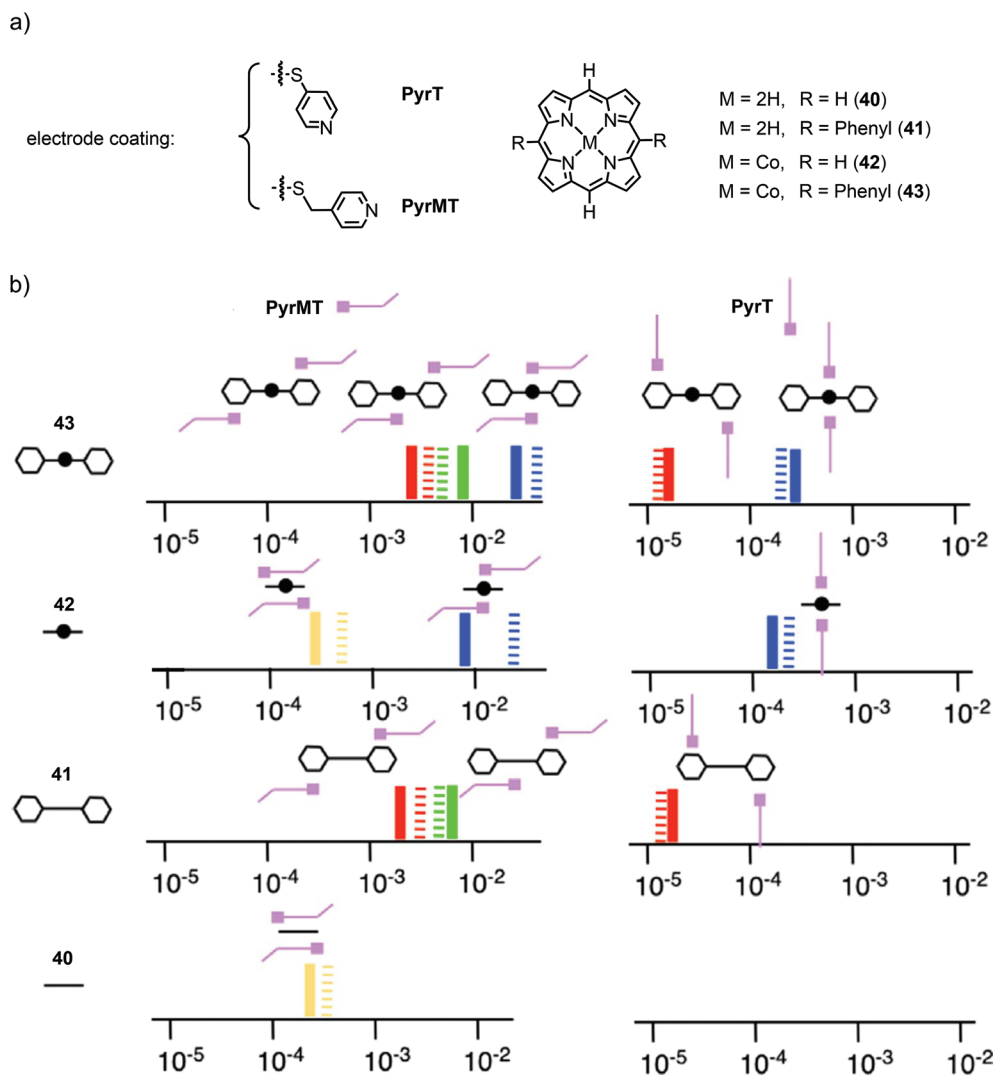 a)
electrode coating:
S
N
PyrT
S
N
PyrMT
H
N N
R M R
N N
H
M = 2H, R = H (40)
M = 2H, R = Phenyl (41)
M = Co, R = H (42)
M = Co, R = Phenyl (43)
b)
PyrMT PyrT
43
10-5 10-4 10-3 10-2 10-5 10-4 10-3 10-2
42
10-5 10-4 10-3 10-2 10-5 10-4 10-3 10-2
41
10-5 10-4 10-3 10-2 10-5 10-4 10-3 10-2
40
10-5 10-4 10-3 10-2 10-5 10-4 10-3 10-2